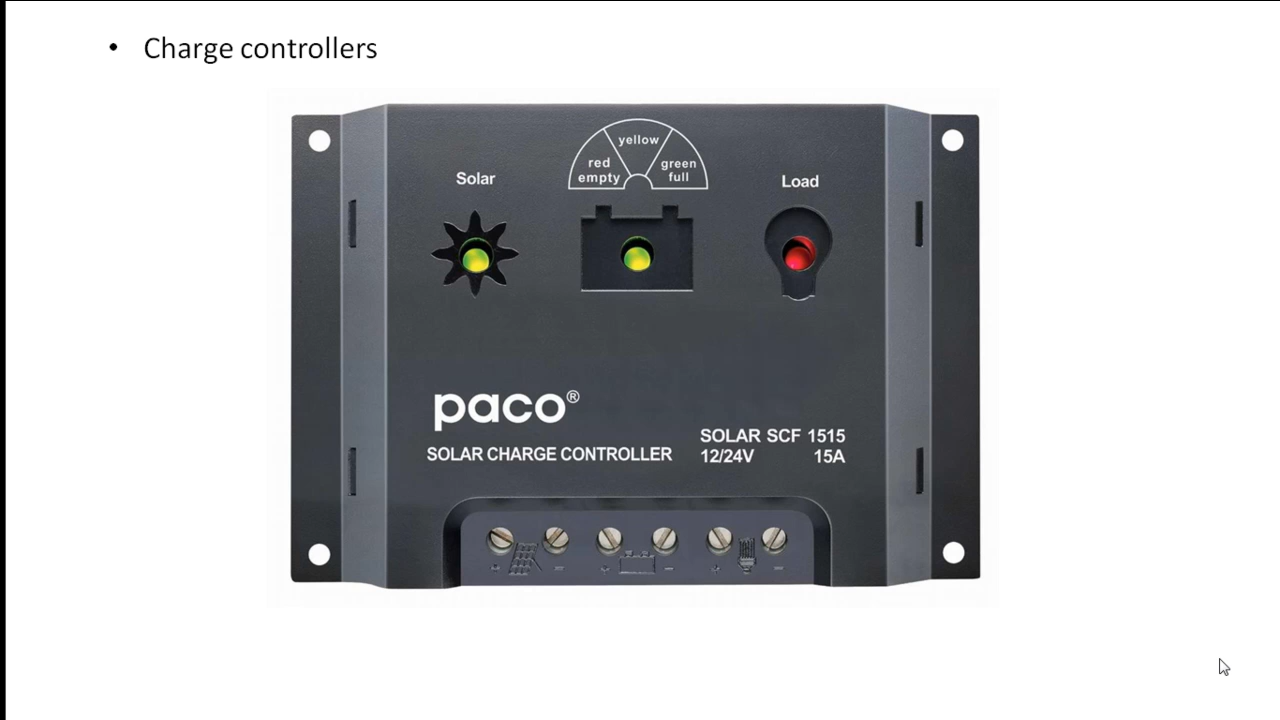 • Charge controllers
yellow
red
empty
green
full
Solar
Load
paco®
SOLAR CHARGE CONTROLLER
SOLAR SCF 1515
12/24V 15A